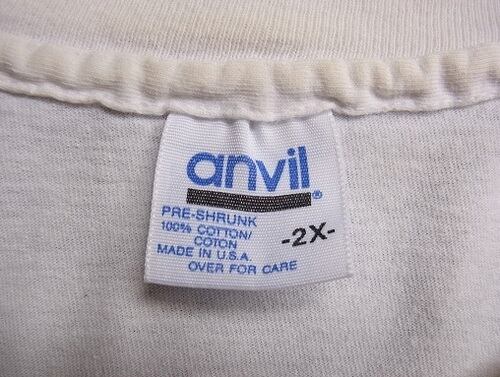 anvil®
PRE-SHRUNK
100% COTTON/
COTON
MADE IN U.S.A.
OVER FOR CARE
-2X-